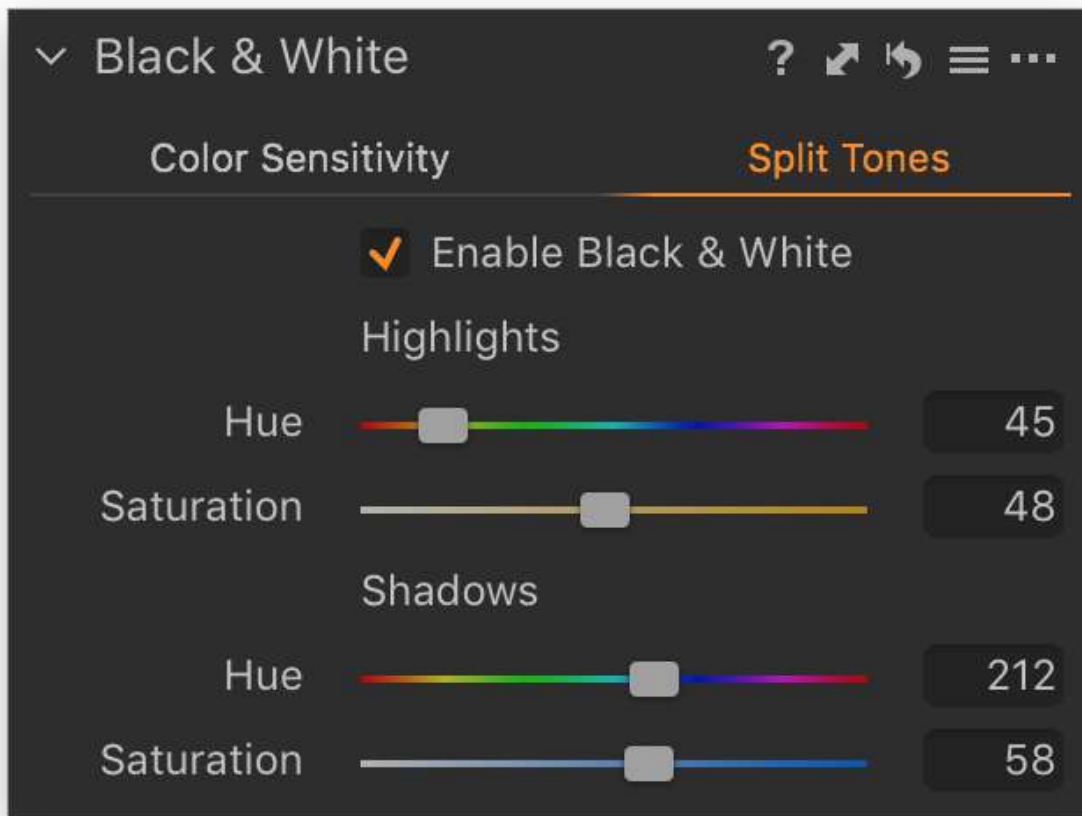 Black & White ?
Color Sensitivity Split Tones
Enable Black & White
Highlights
Hue 45
Saturation 48
Shadows
Hue 212
Saturation 58